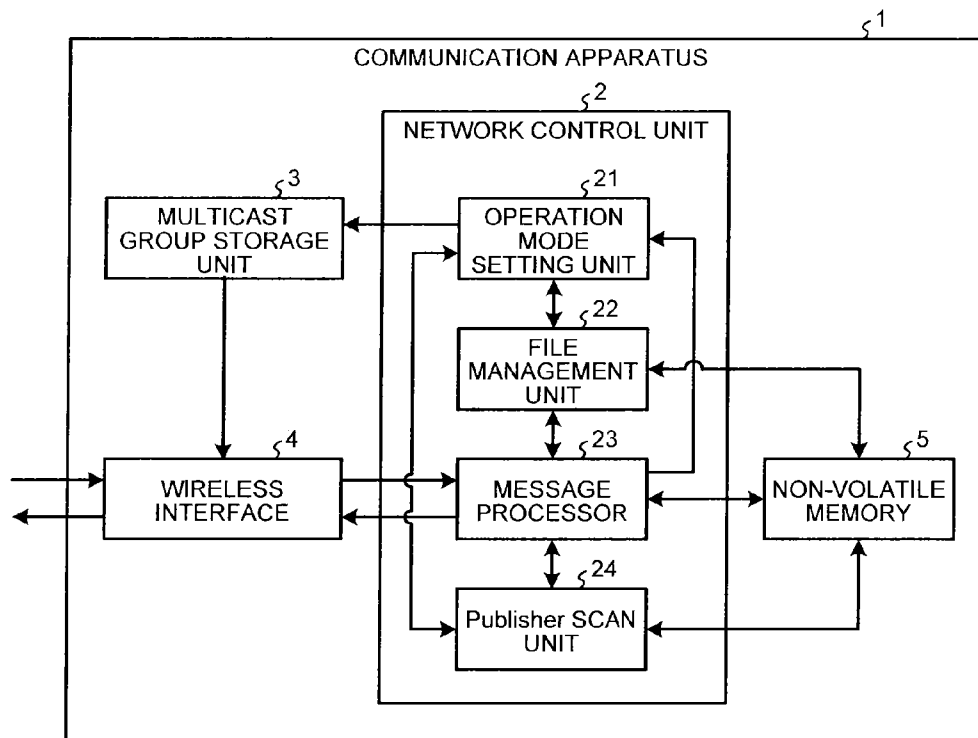 1
COMMUNICATION APPARATUS
2
NETWORK CONTROL UNIT
3
MULTICAST
GROUP STORAGE
UNIT
21
OPERATION
MODE
SETTING UNIT
22
FILE
MANAGEMENT
UNIT
4
WIRELESS
INTERFACE
23
MESSAGE
PROCESSOR
5
NON-VOLATILE
MEMORY
24
Publisher SCAN
UNIT